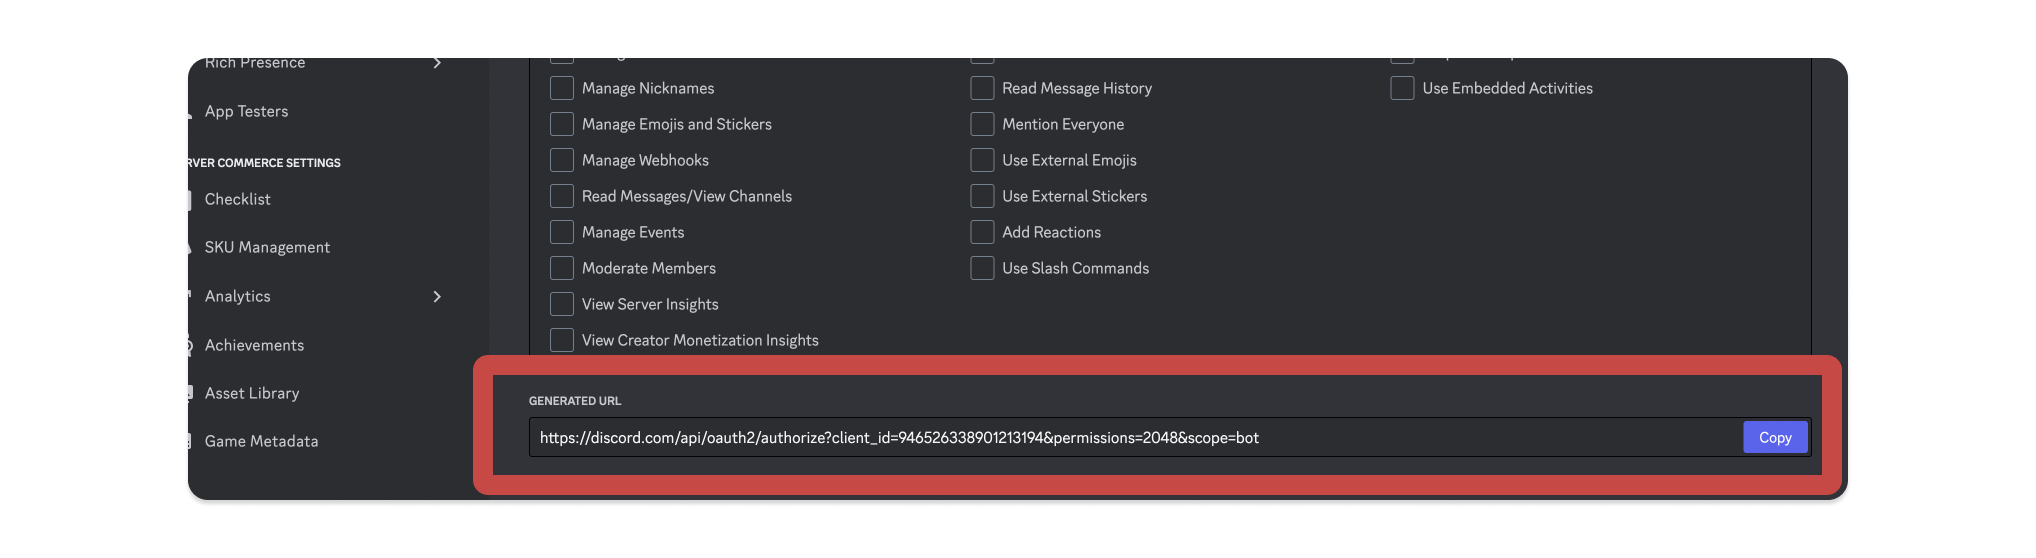 Rich Presence
App Testers
RVER COMMERCE SETTINGS
Checklist
SKU Management
Analytics
Achievements
Asset Library
Game Metadata
Manage Nicknames
Manage Emojis and Stickers
Manage Webhooks
Read Messages/View Channels
Manage Events
Moderate Members
View Server Insights
View Creator Monetization Insights
Read Message History
Mention Everyone
Use External Emojis
Use External Stickers
Add Reactions
Use Slash Commands
Use Embedded Activities
GENERATED URL
https://discord.com/api/oauth2/authorize?client_id=946526338901213194&permissions=2048&scope=bot
Copy